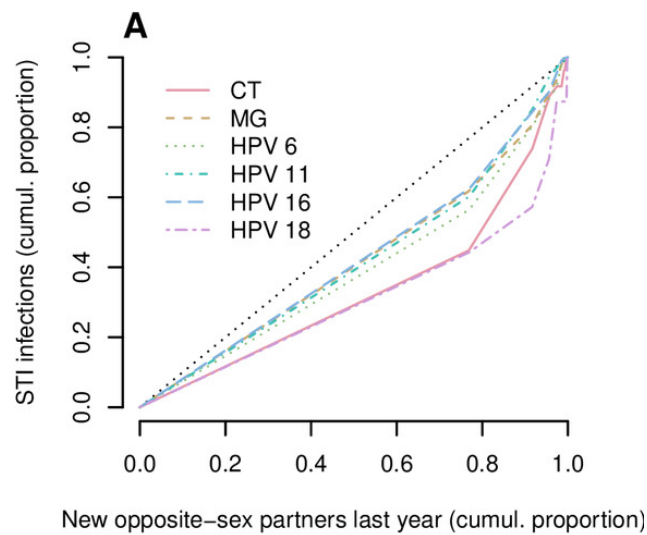 A
STI infections (cumul. proportion)
1.0
0.8
0.6
0.4
0.2
0.0
CT
MG
HPV 6
HPV 11
HPV 16
HPV 18
0.0 0.2 0.4 0.6 0.8 1.0
New opposite−sex partners last year (cumul. proportion)